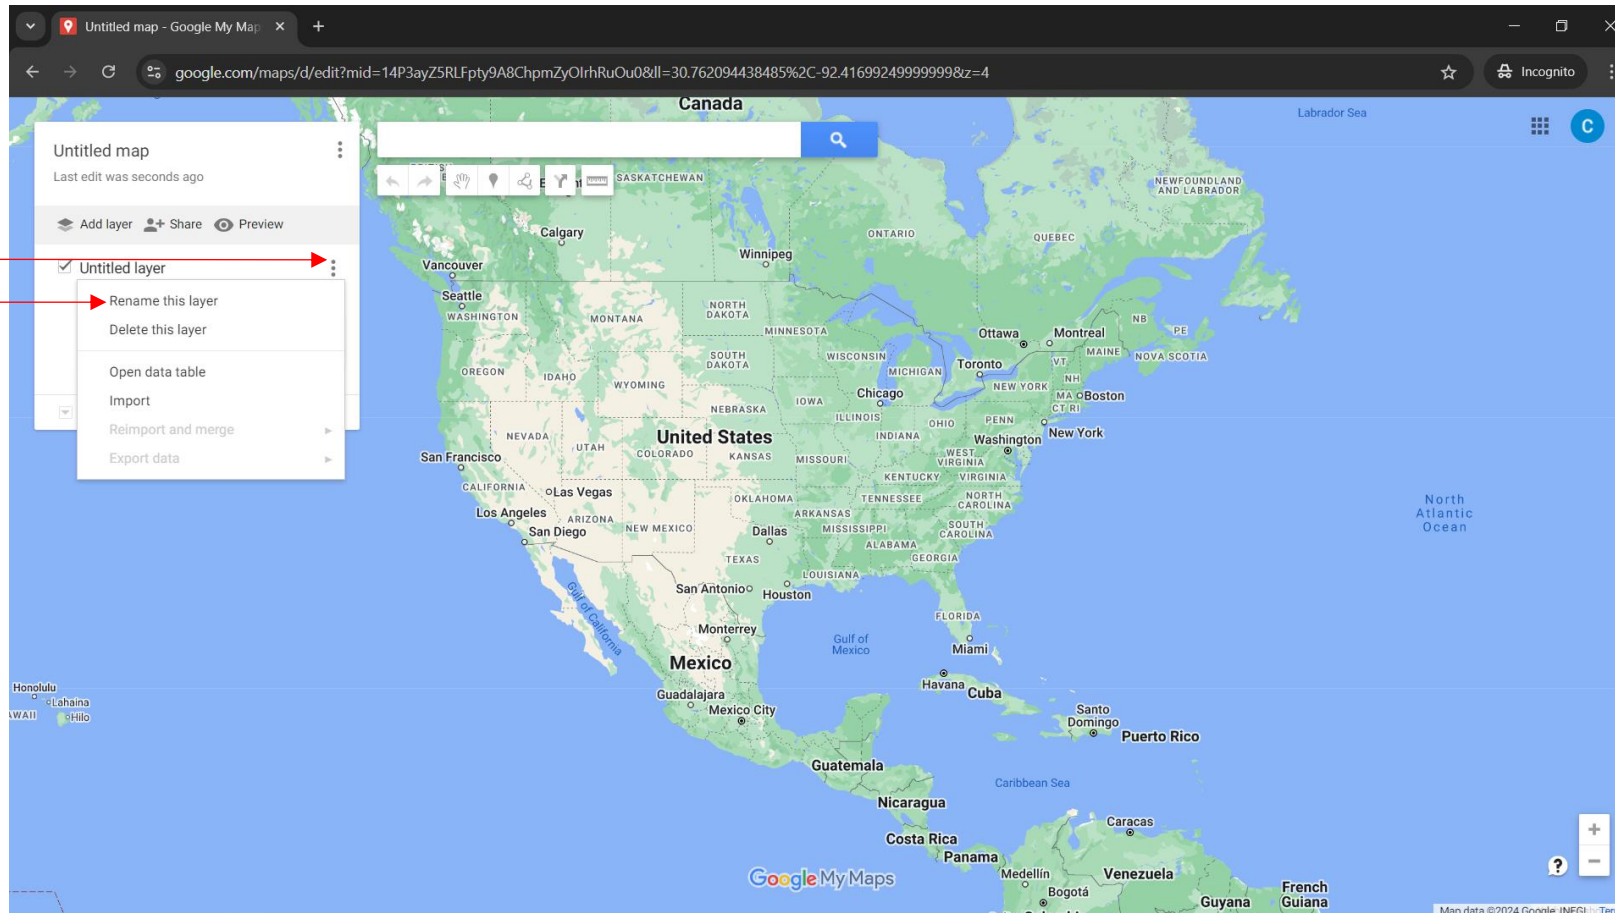 Untitled map - Google My Map
google.com/maps/d/edit?mid=14P3ayZ5RLFpty9A8ChpmZyOIrhRuOu0&ll=30.762094438485%2C-92.41699249999999&z=4
Incognito
Canada
Labrador Sea
Untitled map
Last edit was seconds ago
C
SASKATCHEWAN
NEWFOUNDLAND
AND LABRADOR
Add layer Share Preview
Calgary
ONTARIO
QUEBEC
Winnipeg
Vancouver
Untitled layer
Rename this layer
Delete this layer
Open data table
Import
Reimport and merge
Export data
Seattle
WASHINGTON
MONTANA
NORTH
DAKOTA
MINNESOTA
Ottawa
Montreal
NB
PE
MAINE
NOVA SCOTIA
SOUTH
DAKOTA
WISCONSIN
MICHIGAN
Toronto
VT
NH
OREGON
IDAHO
WYOMING
NEW YORK
MA
Boston
CT RI
Chicago
IOWA
NEBRASKA
ILLINOIS
OHIO
PENN
New York
NEVADA
UTAH
United States
INDIANA
Washington
COLORADO
KANSAS
MISSOURI
WEST
VIRGINIA
San Francisco
KENTUCKY
VIRGINIA
CALIFORNIA
Las Vegas
OKLAHOMA
TENNESSEE
NORTH
CAROLINA
Los Angeles
ARIZONA
NEW MEXICO
ARKANSAS
San Diego
Dallas
MISSISSIPPI
SOUTH
CAROLINA
ALABAMA
GEORGIA
TEXAS
LOUISIANA
North
Atlantic
Ocean
San Antonio
Houston
Gulf of California
FLORIDA
Monterrey
Gulf of
Mexico
Miami
Mexico
Havana
Cuba
Honolulu
Lahaina
WAII
Hilo
Guadalajara
Mexico City
Santo
Domingo
Puerto Rico
Guatemala
Caribbean Sea
Nicaragua
Caracas
Costa Rica
Panama
Google My Maps
Medellín
Venezuela
Bogotá
Guyana
French
Guiana
Map data ©2024 Google, INEGI